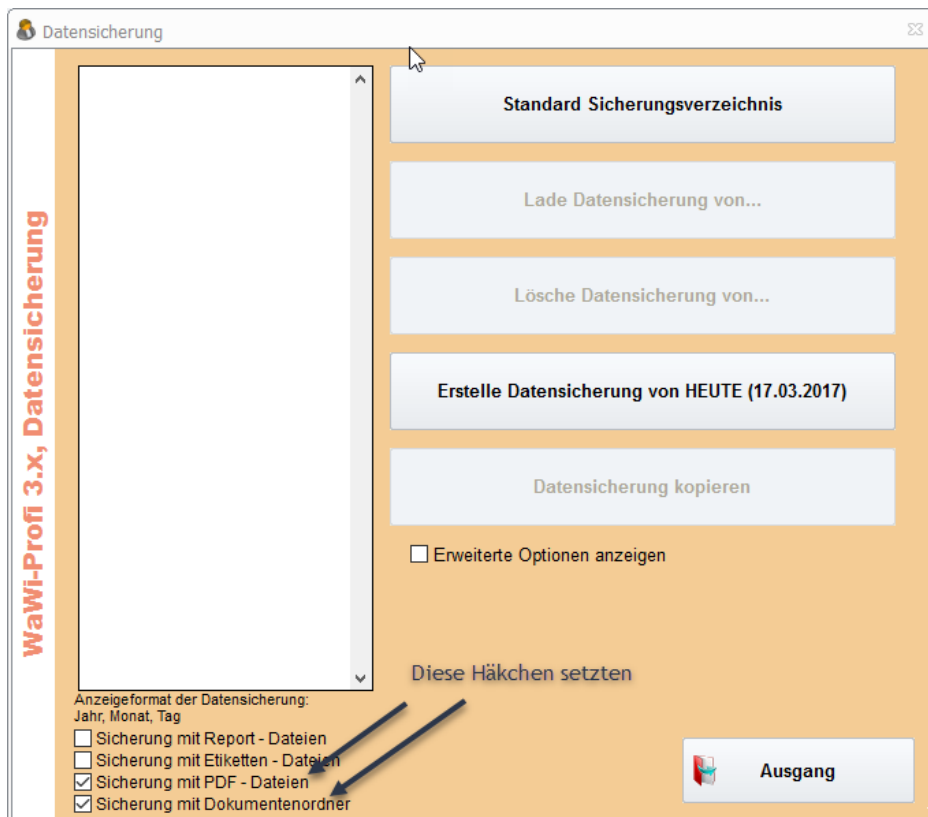 Datensicherung
WaWi-Profi 3.x, Datensicherung
Standard Sicherungsverzeichnis
Lade Datensicherung von...
Lösche Datensicherung von...
Erstelle Datensicherung von HEUTE (17.03.2017)
Datensicherung kopieren
Erweiterte Optionen anzeigen
Diese Häkchen setzten
Anzeigeformat der Datensicherung:
Jahr, Monat, Tag
Sicherung mit Report - Dateien
Sicherung mit Etiketten - Dateien
Sicherung mit PDF - Dateien
Sicherung mit Dokumentenordner
Ausgang